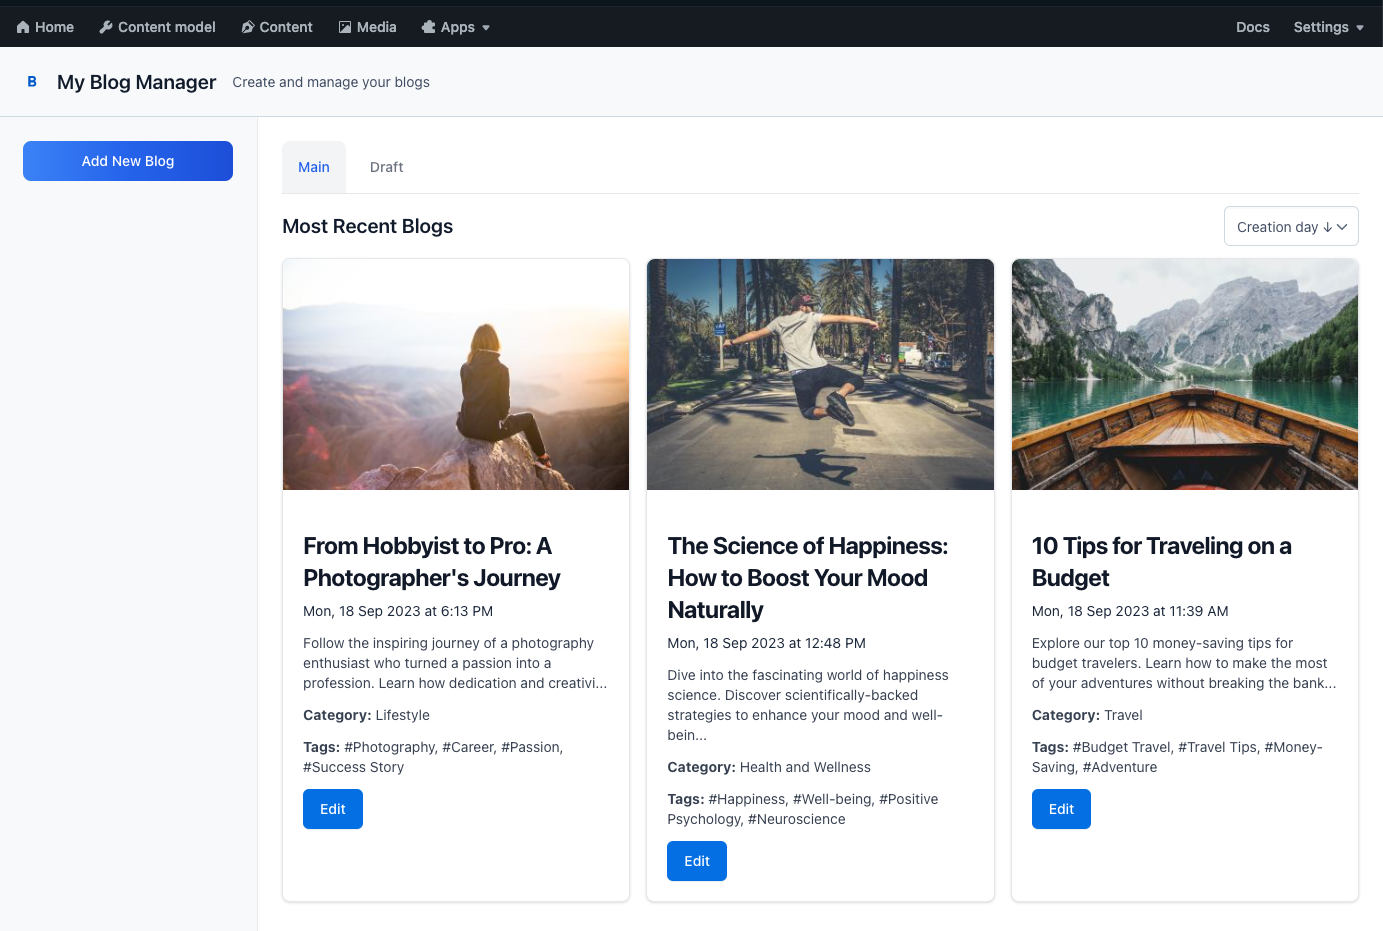 Home Content model Content Media Apps Docs Settings
B My Blog Manager Create and manage your blogs
Add New Blog
Main Draft
Most Recent Blogs
Creation day ↓
From Hobbyist to Pro: A
Photographer's Journey
Mon, 18 Sep 2023 at 6:13 PM
Follow the inspiring journey of a photography
enthusiast who turned a passion into a
profession. Learn how dedication and creativi...
Category: Lifestyle
Tags: #Photography, #Career, #Passion,
#Success Story
Edit
The Science of Happiness:
How to Boost Your Mood
Naturally
Mon, 18 Sep 2023 at 12:48 PM
Dive into the fascinating world of happiness
science. Discover scientifically-backed
strategies to enhance your mood and well-
bein...
Category: Health and Wellness
Tags: #Happiness, #Well-being, #Positive
Psychology, #Neuroscience
Edit
10 Tips for Traveling on a
Budget
Mon, 18 Sep 2023 at 11:39 AM
Explore our top 10 money-saving tips for
budget travelers. Learn how to make the most
of your adventures without breaking the bank...
Category: Travel
Tags: #Budget Travel, #Travel Tips, #Money-
Saving, #Adventure
Edit